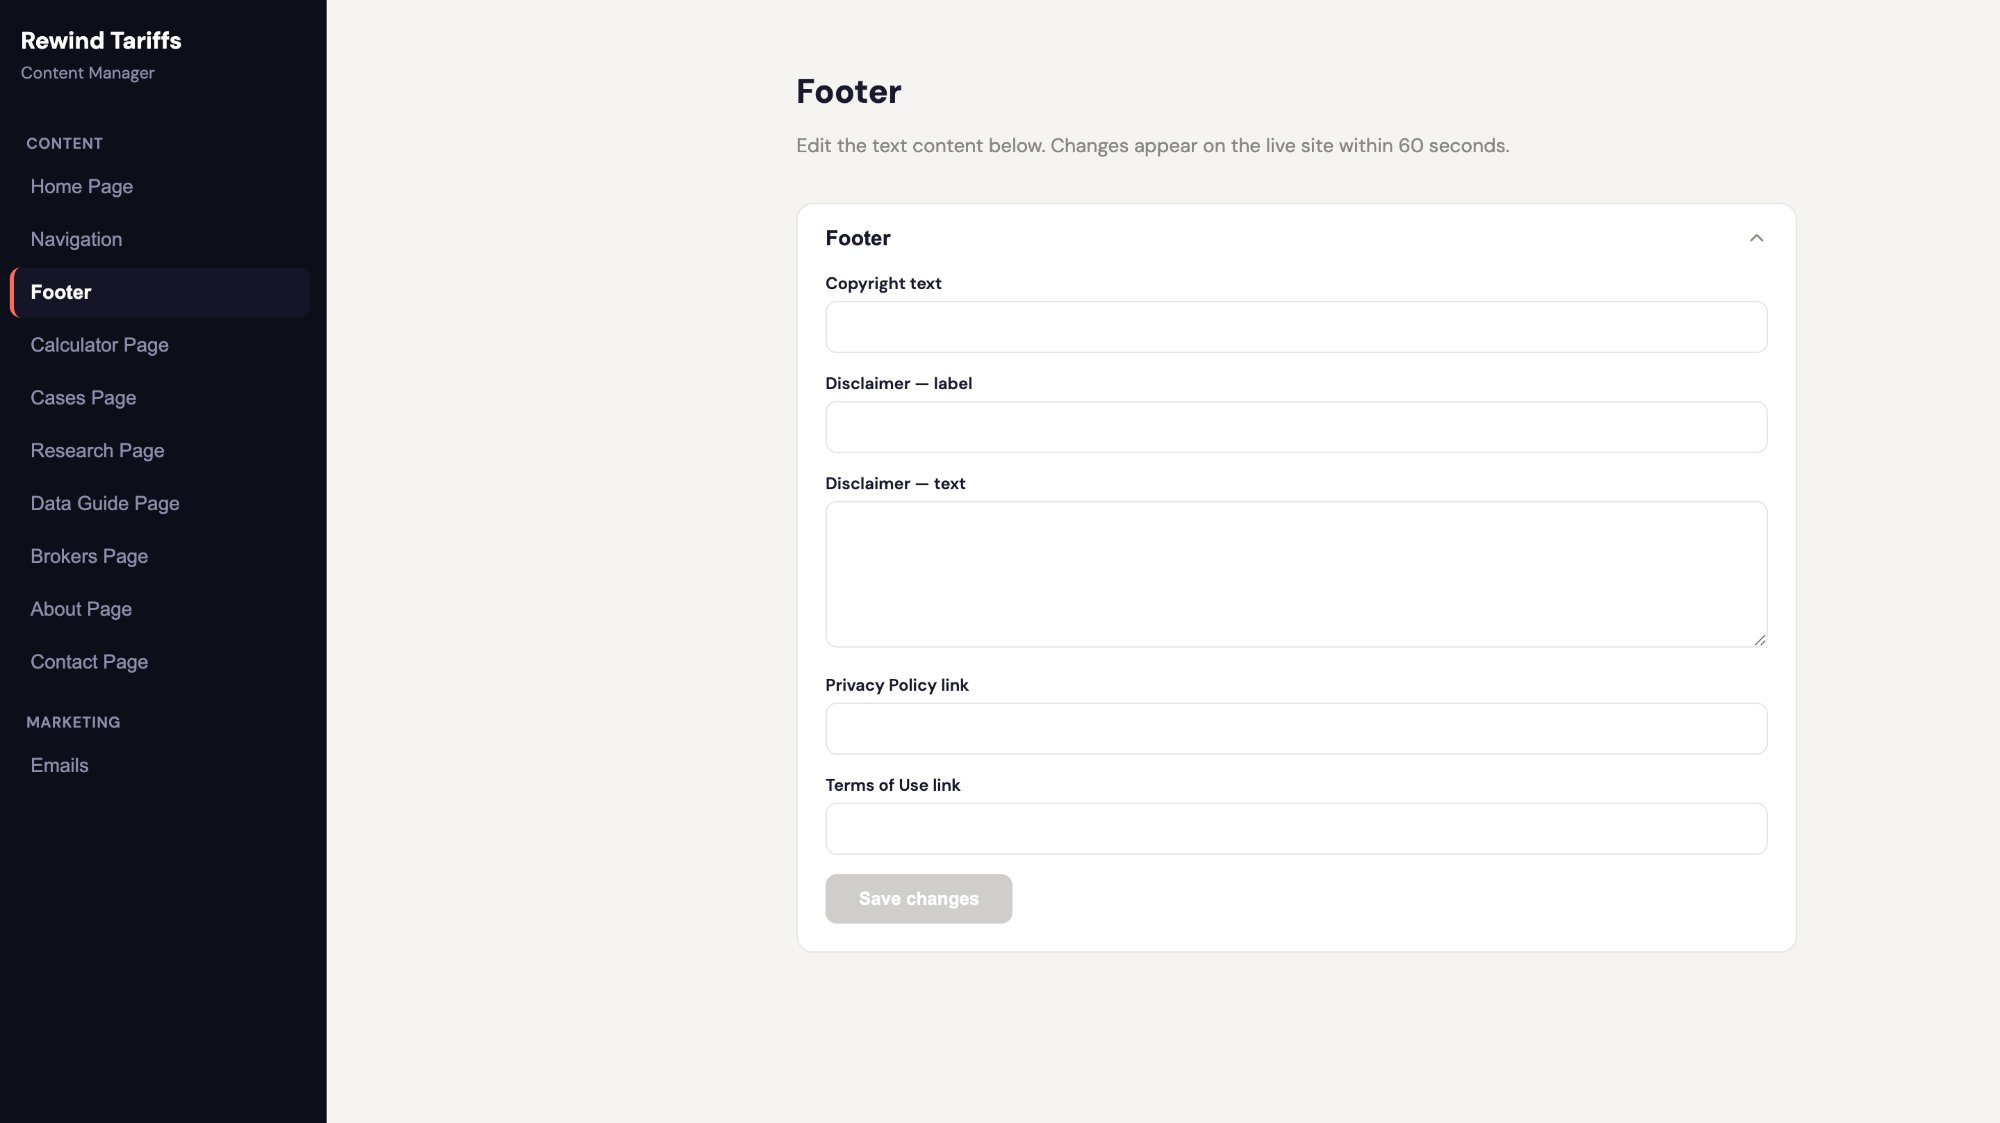 Rewind Tariffs
Content Manager
CONTENT
Home Page
Navigation
Footer
Calculator Page
Cases Page
Research Page
Data Guide Page
Brokers Page
About Page
Contact Page
MARKETING
Emails
Footer
Edit the text content below. Changes appear on the live site within 60 seconds.
Footer
Copyright text
Disclaimer — label
Disclaimer — text
Privacy Policy link
Terms of Use link
Save changes